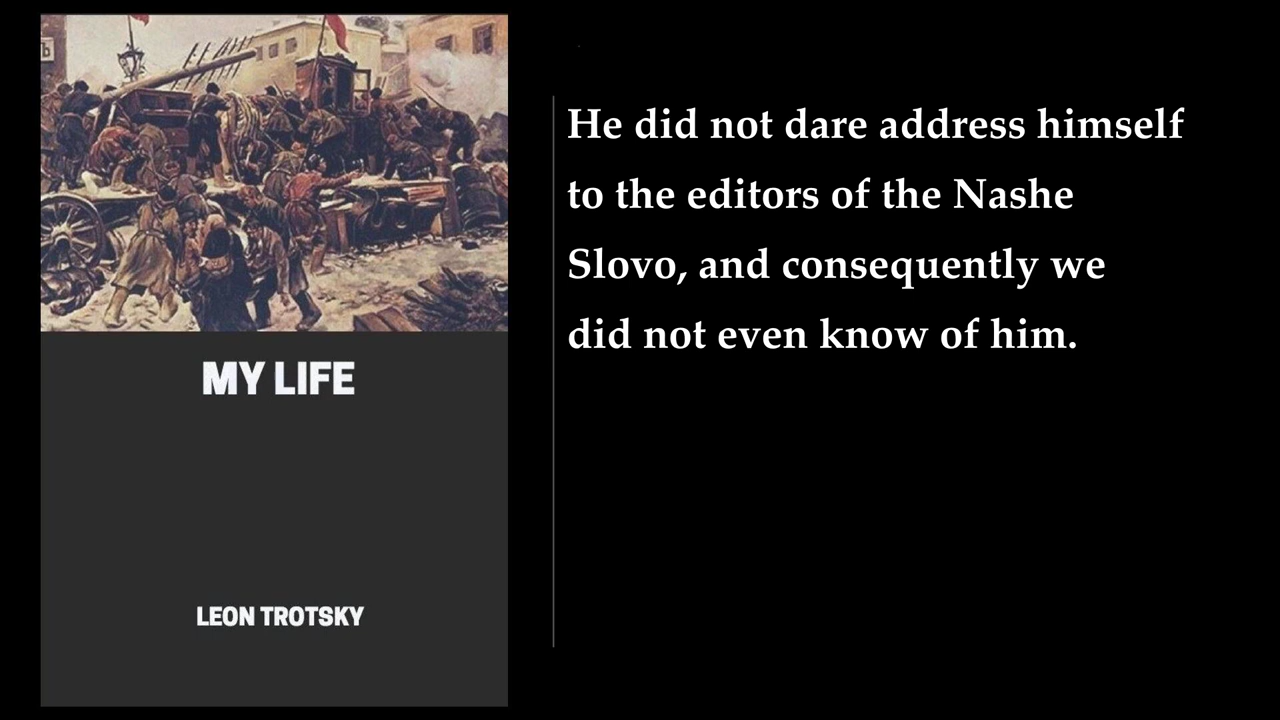 MY LIFE
LEON TROTSKY
He did not dare address himself
to the editors of the Nashe
Slovo, and consequently we
did not even know of him.